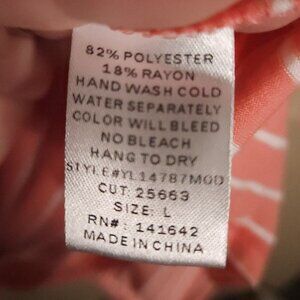 82% POLYESTER
18% RAYON
HAND WASH COLD
WATER SEPARATELY
COLOR WILL BLEED
NO BLEACH
HANG TO DRY
STYLE#YL14787MOD
CUT: 25663
SIZE: L
RN#: 141642
MADE IN CHINA